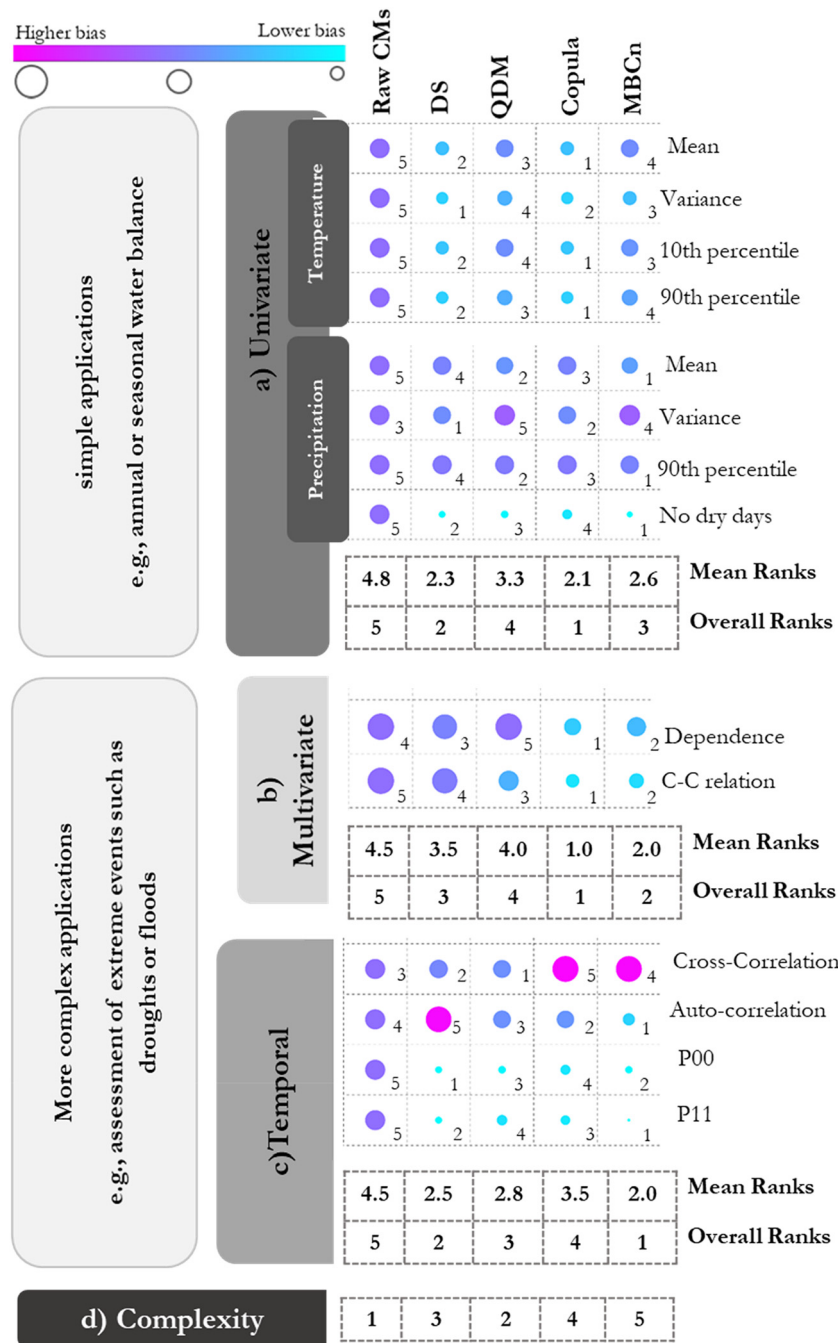 Higher bias
Lower bias
Raw CMs
DS
QDM
Copula
MBCn
simple applications
e.g., annual or seasonal water balance
a) Univariate
Temperature
5 2 3 1 4 Mean
5 1 4 2 3 Variance
5 2 4 1 3 10th percentile
5 2 3 1 4 90th percentile
Precipitation
5 4 2 3 1 Mean
3 1 5 2 4 Variance
5 4 2 3 1 90th percentile
5 2 3 4 1 No dry days
4.8 2.3 3.3 2.1 2.6 Mean Ranks
5 2 4 1 3 Overall Ranks
More complex applications
e.g., assessment of extreme events such as
droughts or floods
b)
Multivariate
4 3 5 1 2 Dependence
5 4 3 1 2 C-C relation
4.5 3.5 4.0 1.0 2.0 Mean Ranks
5 3 4 1 2 Overall Ranks
c)Temporal
3 2 1 5 4 Cross-Correlation
4 5 3 2 1 Auto-correlation
5 1 3 4 2 P00
5 2 4 3 1 P11
4.5 2.5 2.8 3.5 2.0 Mean Ranks
5 2 3 4 1 Overall Ranks
d) Complexity 1 3 2 4 5